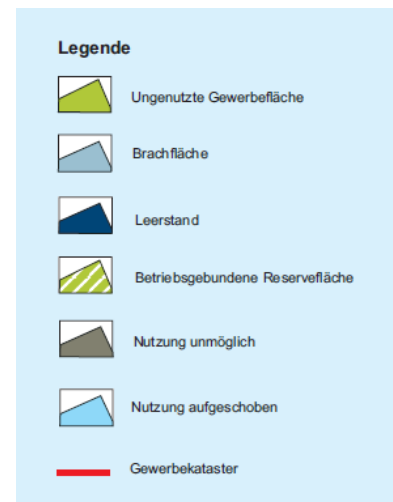 Legende
Ungenutzte Gewerbefläche
Brachfläche
Leerstand
Betriebsgebundene Reservefläche
Nutzung unmöglich
Nutzung aufgeschoben
Gewerbekataster